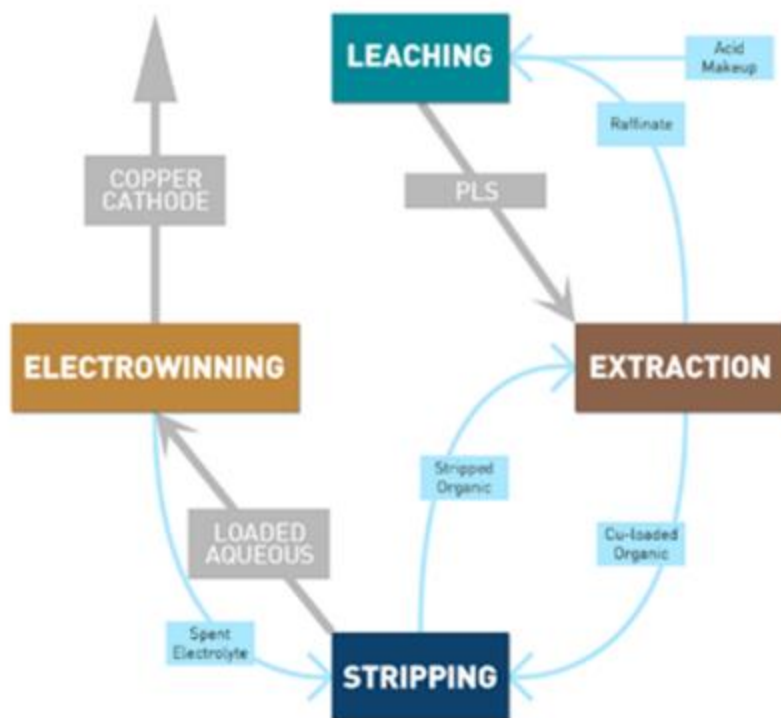 LEACHING
Acid
Makeup
Raffinate
COPPER
CATHODE
PLS
ELECTROWINNING
EXTRACTION
Stripped
Organic
LOADED
AQUEOUS
Cu-loaded
Organic
Spent
Electrolyte
STRIPPING